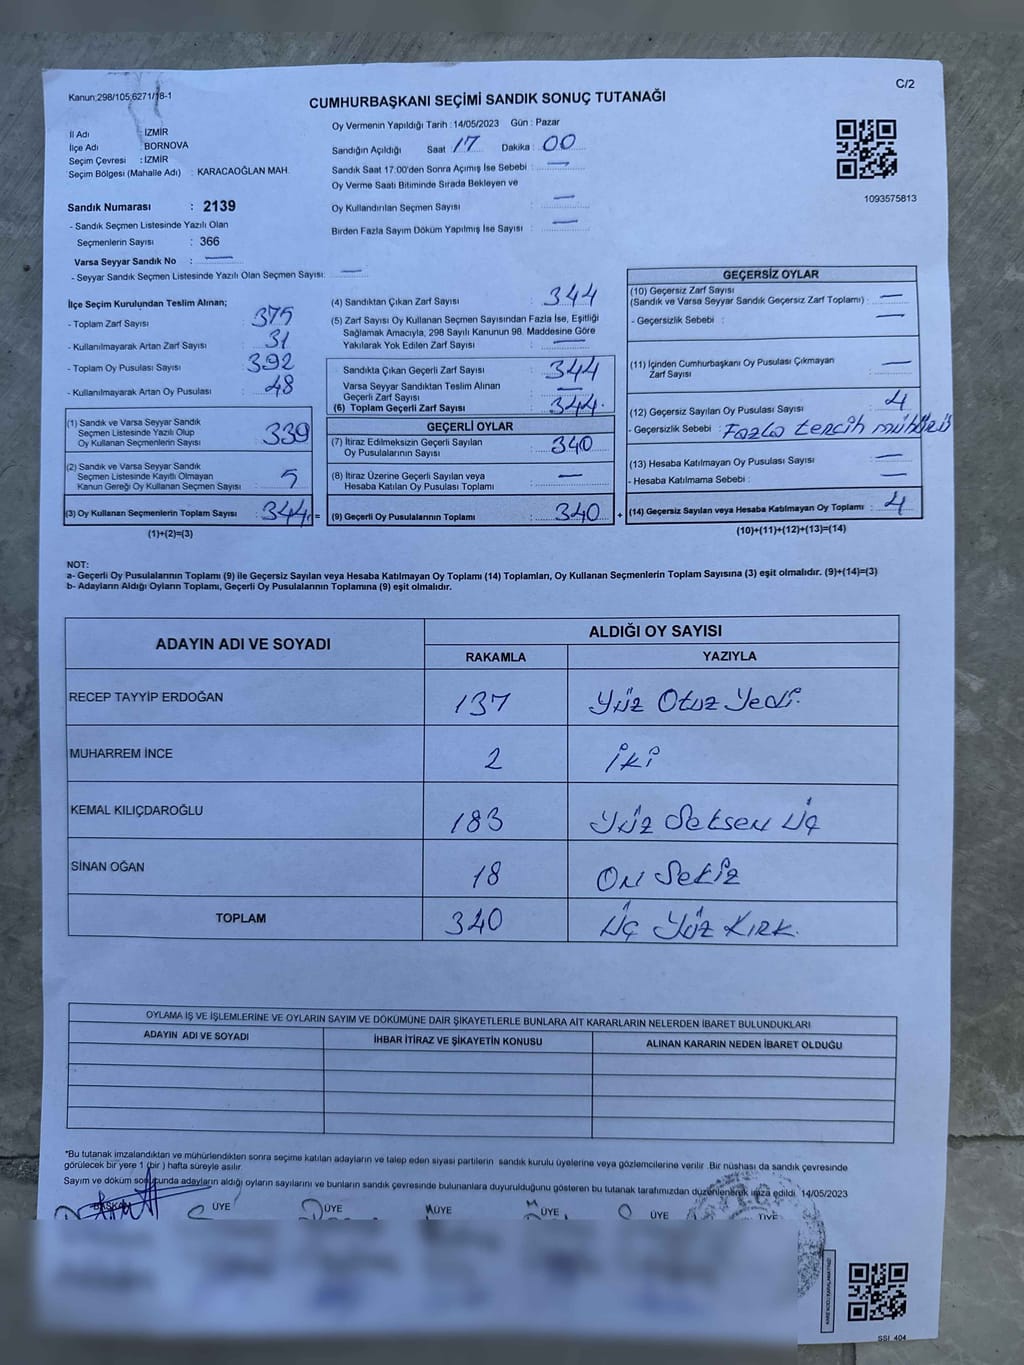 Kanun;298/105,6271/18-1
C/2
CUMHURBAŞKANI SEÇİMİ SANDIK SONUÇ TUTANAĞI
İl Adı : İZMİR
İlçe Adı : BORNOVA
Seçim Çevresi : İZMİR
Seçim Bölgesi (Mahalle Adı) : KARACAOĞLAN MAH.
Sandık Numarası : 2139
- Sandık Seçmen Listesinde Yazılı Olan
Seçmenlerin Sayısı : 366
Varsa Seyyar Sandık No : —
- Seyyar Sandık Seçmen Listesinde Yazılı Olan Seçmen Sayısı: —
Oy Vermenin Yapıldığı Tarih : 14/05/2023 Gün : Pazar
Sandığın Açıldığı Saat 17 Dakika : 00
Sandık Saat 17:00'den Sonra Açımış İse Sebebi : —
Oy Verme Saati Bitiminde Sırada Bekleyen ve
Oy Kullandırılan Seçmen Sayısı : —
Birden Fazla Sayım Döküm Yapılmış İse Sayısı : —
1093575813
İlçe Seçim Kurulundan Teslim Alınan;
- Toplam Zarf Sayısı : 375
- Kullanılmayarak Artan Zarf Sayısı : 31
- Toplam Oy Pusulası Sayısı : 392
- Kullanılmayarak Artan Oy Pusulası : 48
(1) Sandık ve Varsa Seyyar Sandık
Seçmen Listesinde Yazılı Olup
Oy Kullanan Seçmenlerin Sayısı : 339
(2) Sandık ve Varsa Seyyar Sandık
Seçmen Listesinde Kayıtlı Olmayan
Kanun Gereği Oy Kullanan Seçmen Sayısı : 5
(3) Oy Kullanan Seçmenlerin Toplam Sayısı : 344 =
(1)+(2)=(3)
(4) Sandıktan Çıkan Zarf Sayısı : 344
(5) Zarf Sayısı Oy Kullanan Seçmen Sayısından Fazla İse, Eşitliği
Sağlamak Amacıyla, 298 Sayılı Kanunun 98. Maddesine Göre
Yakılarak Yok Edilen Zarf Sayısı : —
Sandıkta Çıkan Geçerli Zarf Sayısı : 344
Varsa Seyyar Sandıktan Teslim Alınan
Geçerli Zarf Sayısı : —
(6) Toplam Geçerli Zarf Sayısı : 344.
GEÇERLİ OYLAR
(7) İtiraz Edilmeksizin Geçerli Sayılan
Oy Pusulalarının Sayısı : 340
(8) İtiraz Üzerine Geçerli Sayılan veya
Hesaba Katılan Oy Pusulası Toplamı : —
(9) Geçerli Oy Pusulalarının Toplamı : 340 +
GEÇERSİZ OYLAR
(10) Geçersiz Zarf Sayısı
(Sandık ve Varsa Seyyar Sandık Geçersiz Zarf Toplamı) : —
- Geçersizlik Sebebi : —
(11) İçinden Cumhurbaşkanı Oy Pusulası Çıkmayan
Zarf Sayısı : —
(12) Geçersiz Sayılan Oy Pusulası Sayısı : 4
- Geçersizlik Sebebi : Fazla tercih mührü
(13) Hesaba Katılmayan Oy Pusulası Sayısı : —
- Hesaba Katılmama Sebebi : —
(14) Geçersiz Sayılan veya Hesaba Katılmayan Oy Toplamı : 4
(10)+(11)+(12)+(13)=(14)
NOT:
a- Geçerli Oy Pusulalarının Toplamı (9) ile Geçersiz Sayılan veya Hesaba Katılmayan Oy Toplamı (14) Toplamları, Oy Kullanan Seçmenlerin Toplam Sayısına (3) eşit olmalıdır. (9)+(14)=(3)
b- Adayların Aldığı Oyların Toplamı, Geçerli Oy Pusulalarının Toplamına (9) eşit olmalıdır.
ADAYIN ADI VE SOYADI ALDIĞI OY SAYISI
RAKAMLA YAZIYLA
RECEP TAYYİP ERDOĞAN 137 Yüz Otuz Yedi.
MUHARREM İNCE 2 İki
KEMAL KILIÇDAROĞLU 183 Yüz Seksen Üç
SİNAN OĞAN 18 On Sekiz
TOPLAM 340 Üç Yüz Kırk.
OYLAMA İŞ VE İŞLEMLERİNE VE OYLARIN SAYIM VE DÖKÜMÜNE DAİR ŞİKAYETLERLE BUNLARA AİT KARARLARIN NELERDEN İBARET BULUNDUKLARI
ADAYIN ADI VE SOYADI İHBAR İTİRAZ VE ŞİKAYETİN KONUSU ALINAN KARARIN NEDEN İBARET OLDUĞU
*Bu tutanak imzalandıktan ve mühürlendikten sonra seçime katılan adayların ve talep eden siyasi partilerin sandık kurulu üyelerine veya gözlemcilerine verilir. Bir nüshası da sandık çevresinde
görülecek bir yere 1 (bir ) hafta süreyle asılır.
Sayım ve döküm sonucunda adayların aldığı oyların sayılarını ve bunların sandık çevresinde bulunanlara duyurulduğunu gösteren bu tutanak tarafımızdan düzenlenerek imza edildi. 14/05/2023
BAŞKAN ÜYE ÜYE ÜYE ÜYE ÜYE
SSI_404